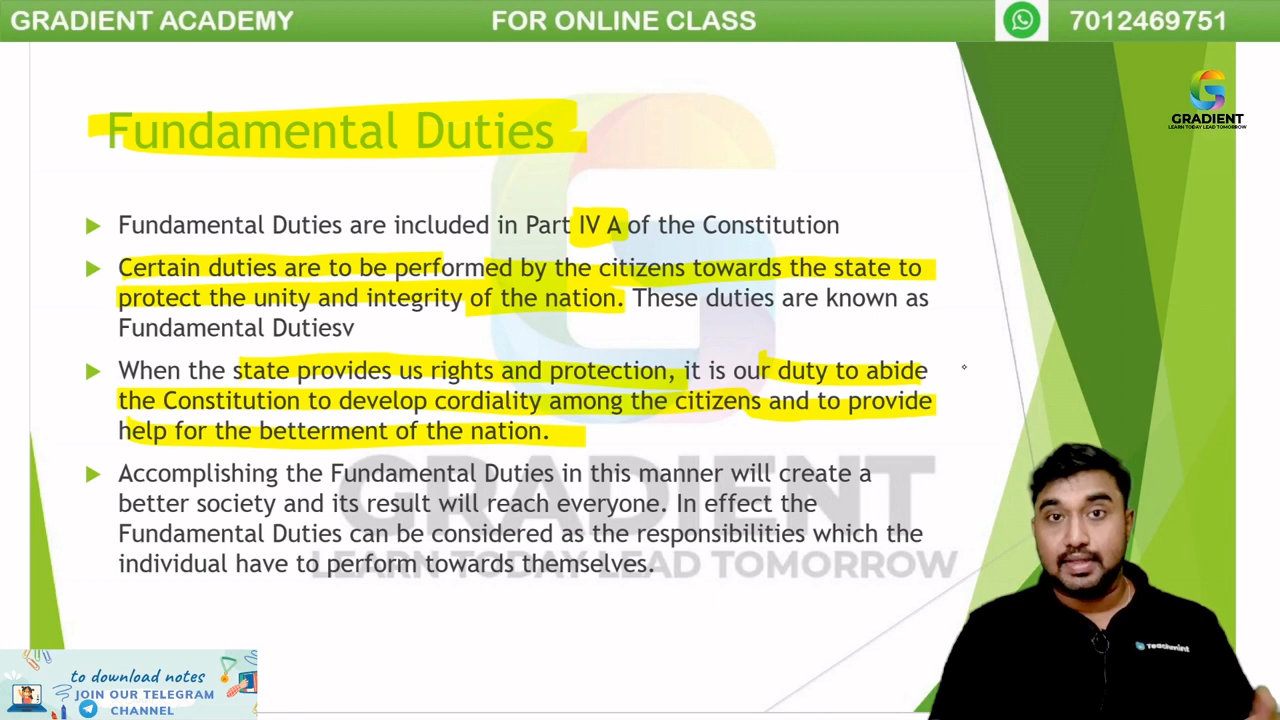 GRADIENT ACADEMY FOR ONLINE CLASS 7012469751
GRADIENT
LEARN TODAY LEAD TOMORROW
Fundamental Duties
Fundamental Duties are included in Part IV A of the Constitution
Certain duties are to be performed by the citizens towards the state to
protect the unity and integrity of the nation. These duties are known as
Fundamental Dutiesv
When the state provides us rights and protection, it is our duty to abide
the Constitution to develop cordiality among the citizens and to provide
help for the betterment of the nation.
Accomplishing the Fundamental Duties in this manner will create a
better society and its result will reach everyone. In effect the
Fundamental Duties can be considered as the responsibilities which the
individual have to perform towards themselves.
GRADIENT
LEARN TODAY LEAD TOMORROW
Teachmint
to download notes
JOIN OUR TELEGRAM
CHANNEL